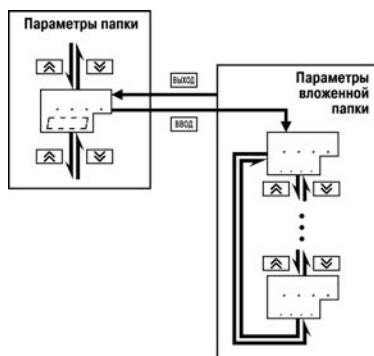 Параметры папки
ВЫХОД
ВВОД
Параметры
вложенной
папки